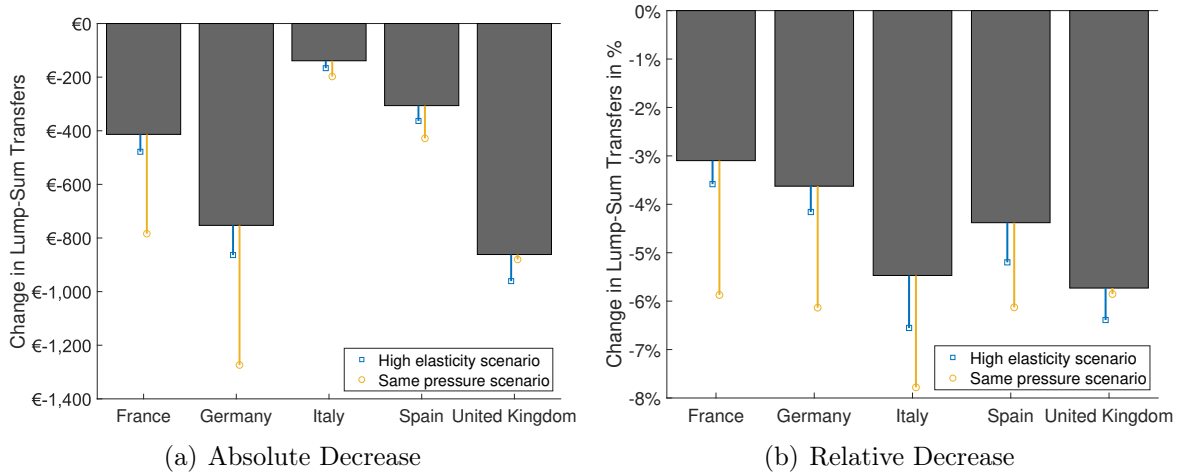 Change in Lump-Sum Transfers
€0
€-200
€-400
€-600
€-800
€-1,000
€-1,200
€-1,400
High elasticity scenario
Same pressure scenario
France Germany Italy Spain United Kingdom
(a) Absolute Decrease
Change in Lump-Sum Transfers in %
0%
-1%
-2%
-3%
-4%
-5%
-6%
-7%
-8%
High elasticity scenario
Same pressure scenario
France Germany Italy Spain United Kingdom
(b) Relative Decrease